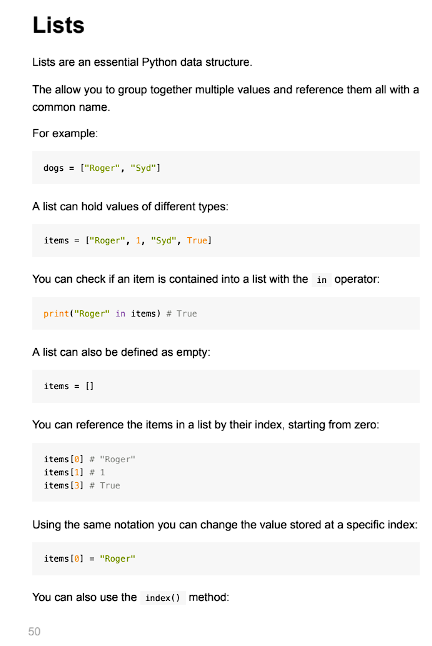 Lists
Lists are an essential Python data structure.
The allow you to group together multiple values and reference them all with a
common name.
For example:
dogs = ["Roger", "Syd"]
A list can hold values of different types:
items = ["Roger", 1, "Syd", True]
You can check if an item is contained into a list with the in operator:
print("Roger" in items) # True
A list can also be defined as empty:
items = []
You can reference the items in a list by their index, starting from zero:
items[0] # "Roger"
items[1] # 1
items[3] # True
Using the same notation you can change the value stored at a specific index:
items[0] = "Roger"
You can also use the index() method:
50